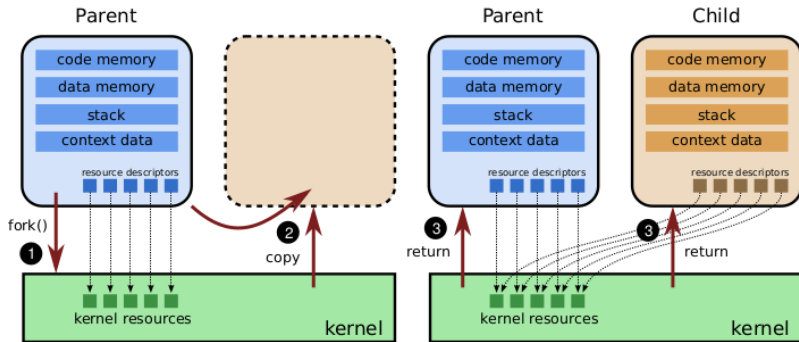 Parent
code memory
data memory
stack
context data
resource descriptors
fork()
1
2
copy
kernel resources
kernel
Parent
Child
code memory
data memory
stack
context data
resource descriptors
code memory
data memory
stack
context data
resource descriptors
3
return
3
return
kernel resources
kernel